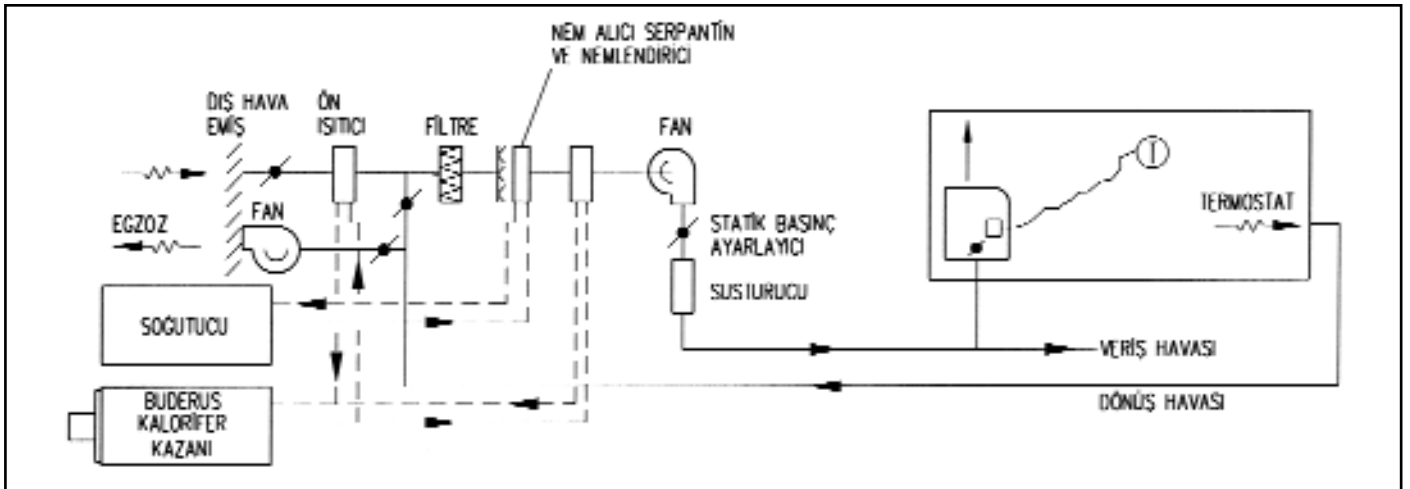 NEM ALICI SERPANTİN
VE NEMLENDİRİCİ
DIŞ HAVA
EMİŞ
ÖN
ISITICI
FİLTRE
FAN
FAN
EGZOZ
STATİK BASINÇ
AYARLAYICI
SUSTURUCU
TERMOSTAT
T
SOĞUTUCU
VERİŞ HAVASI
DÖNÜŞ HAVASI
BUDERUS
KALORİFER
KAZANI